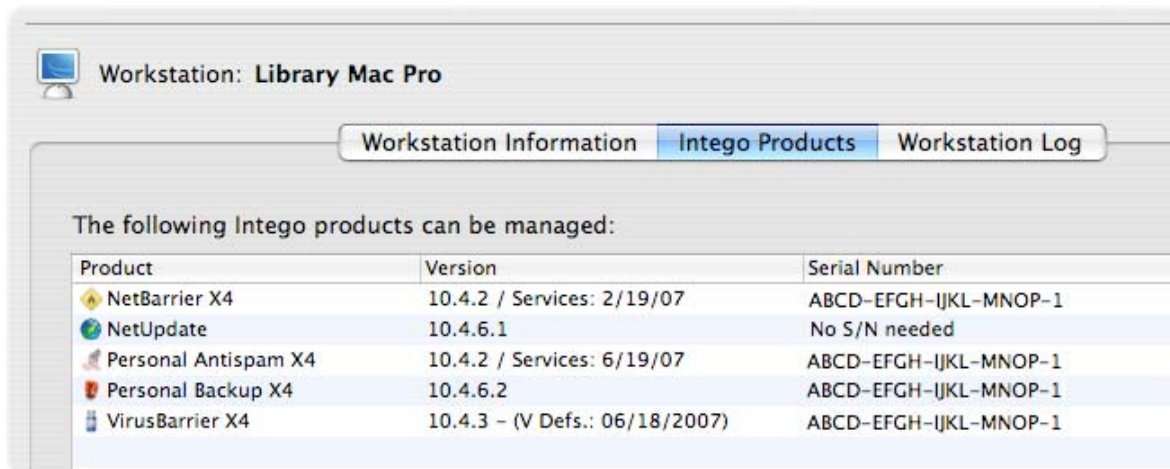 Workstation: Library Mac Pro
Workstation Information Intego Products Workstation Log
The following Intego products can be managed:
Product Version Serial Number
NetBarrier X4 10.4.2 / Services: 2/19/07 ABCD-EFGH-IJKL-MNOP-1
NetUpdate 10.4.6.1 No S/N needed
Personal Antispam X4 10.4.2 / Services: 6/19/07 ABCD-EFGH-IJKL-MNOP-1
Personal Backup X4 10.4.6.2 ABCD-EFGH-IJKL-MNOP-1
VirusBarrier X4 10.4.3 – (V Defs.: 06/18/2007) ABCD-EFGH-IJKL-MNOP-1